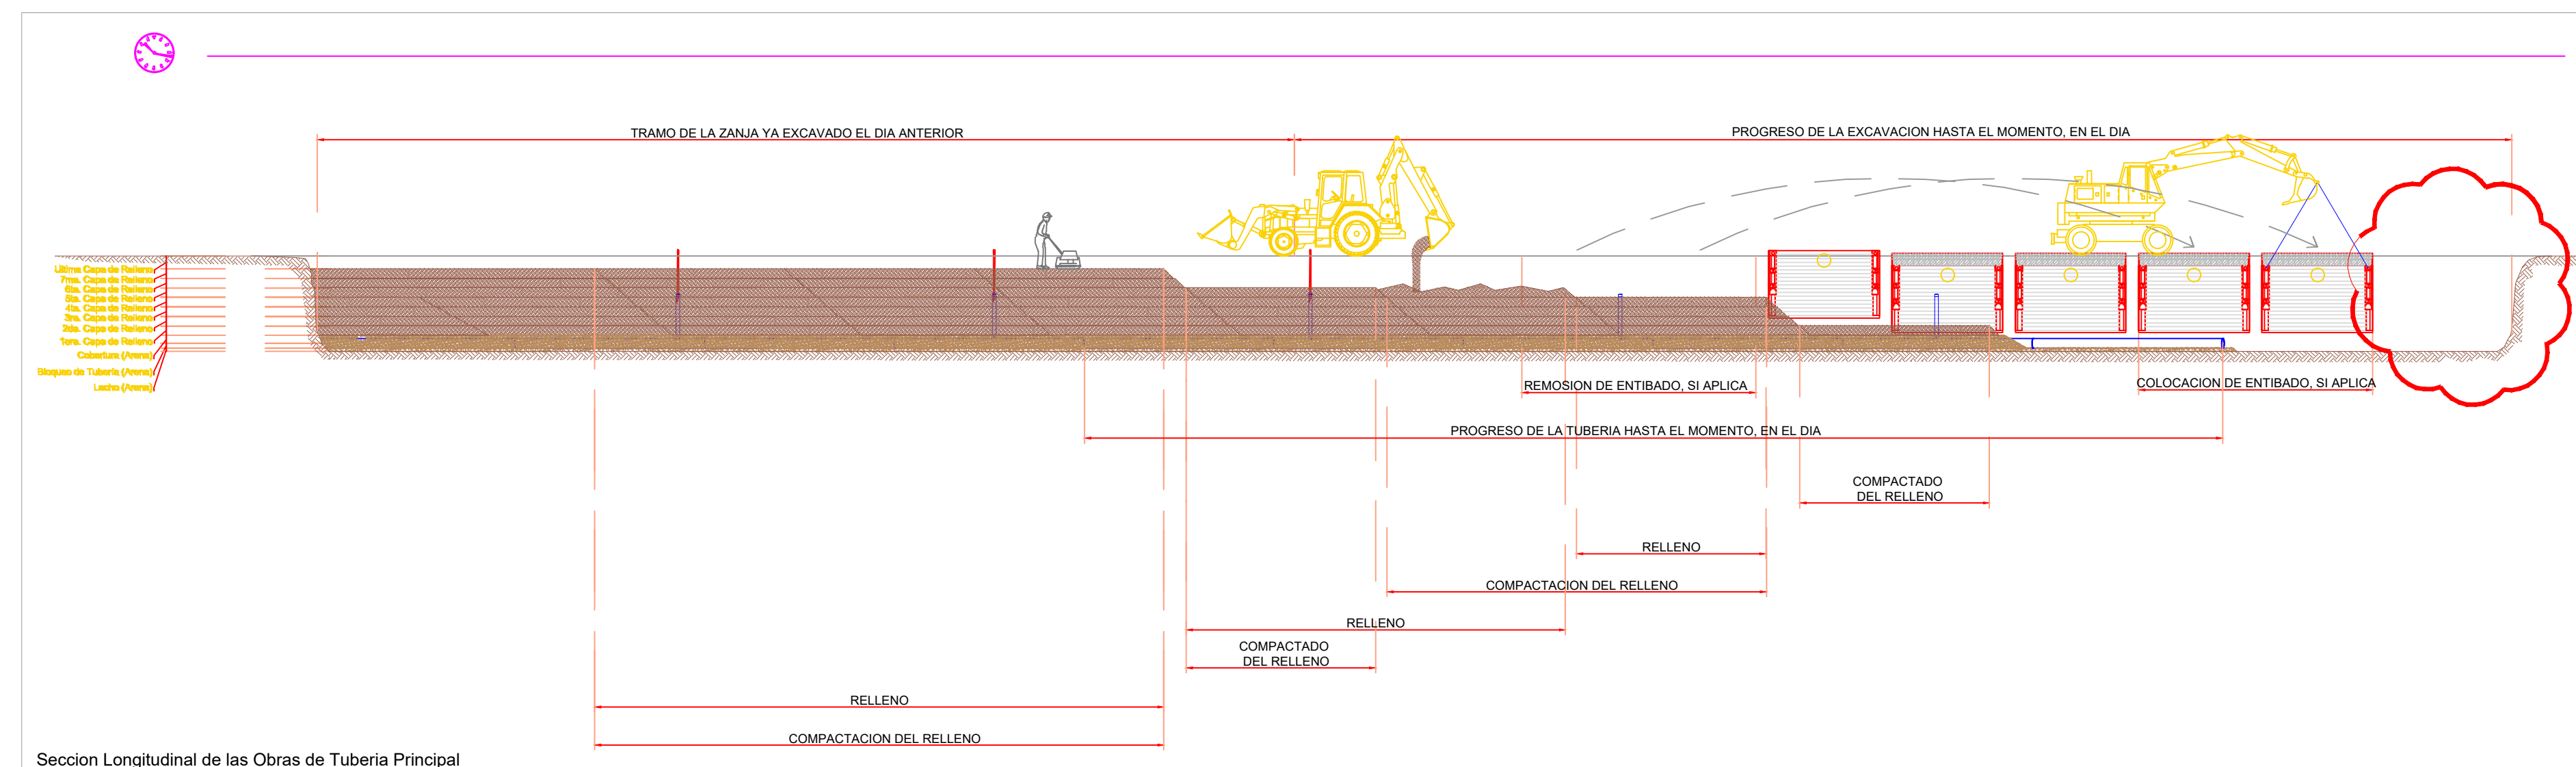 TRAMO DE LA ZANJA YA EXCAVADO EL DIA ANTERIOR
PROGRESO DE LA EXCAVACION HASTA EL MOMENTO, EN EL DIA
Ultima Capa de Relleno
7ma. Capa de Relleno
6ta. Capa de Relleno
5ta. Capa de Relleno
4ta. Capa de Relleno
3ra. Capa de Relleno
2da. Capa de Relleno
1era. Capa de Relleno
Cobertura (Arena)
Bloqueo de Tuberia (Arena)
Lecho (Arena)
REMOSION DE ENTIBADO, SI APLICA
COLOCACION DE ENTIBADO, SI APLICA
PROGRESO DE LA TUBERIA HASTA EL MOMENTO, EN EL DIA
COMPACTADO
DEL RELLENO
RELLENO
COMPACTACION DEL RELLENO
RELLENO
COMPACTADO
DEL RELLENO
RELLENO
COMPACTACION DEL RELLENO
Seccion Longitudinal de las Obras de Tuberia Principal